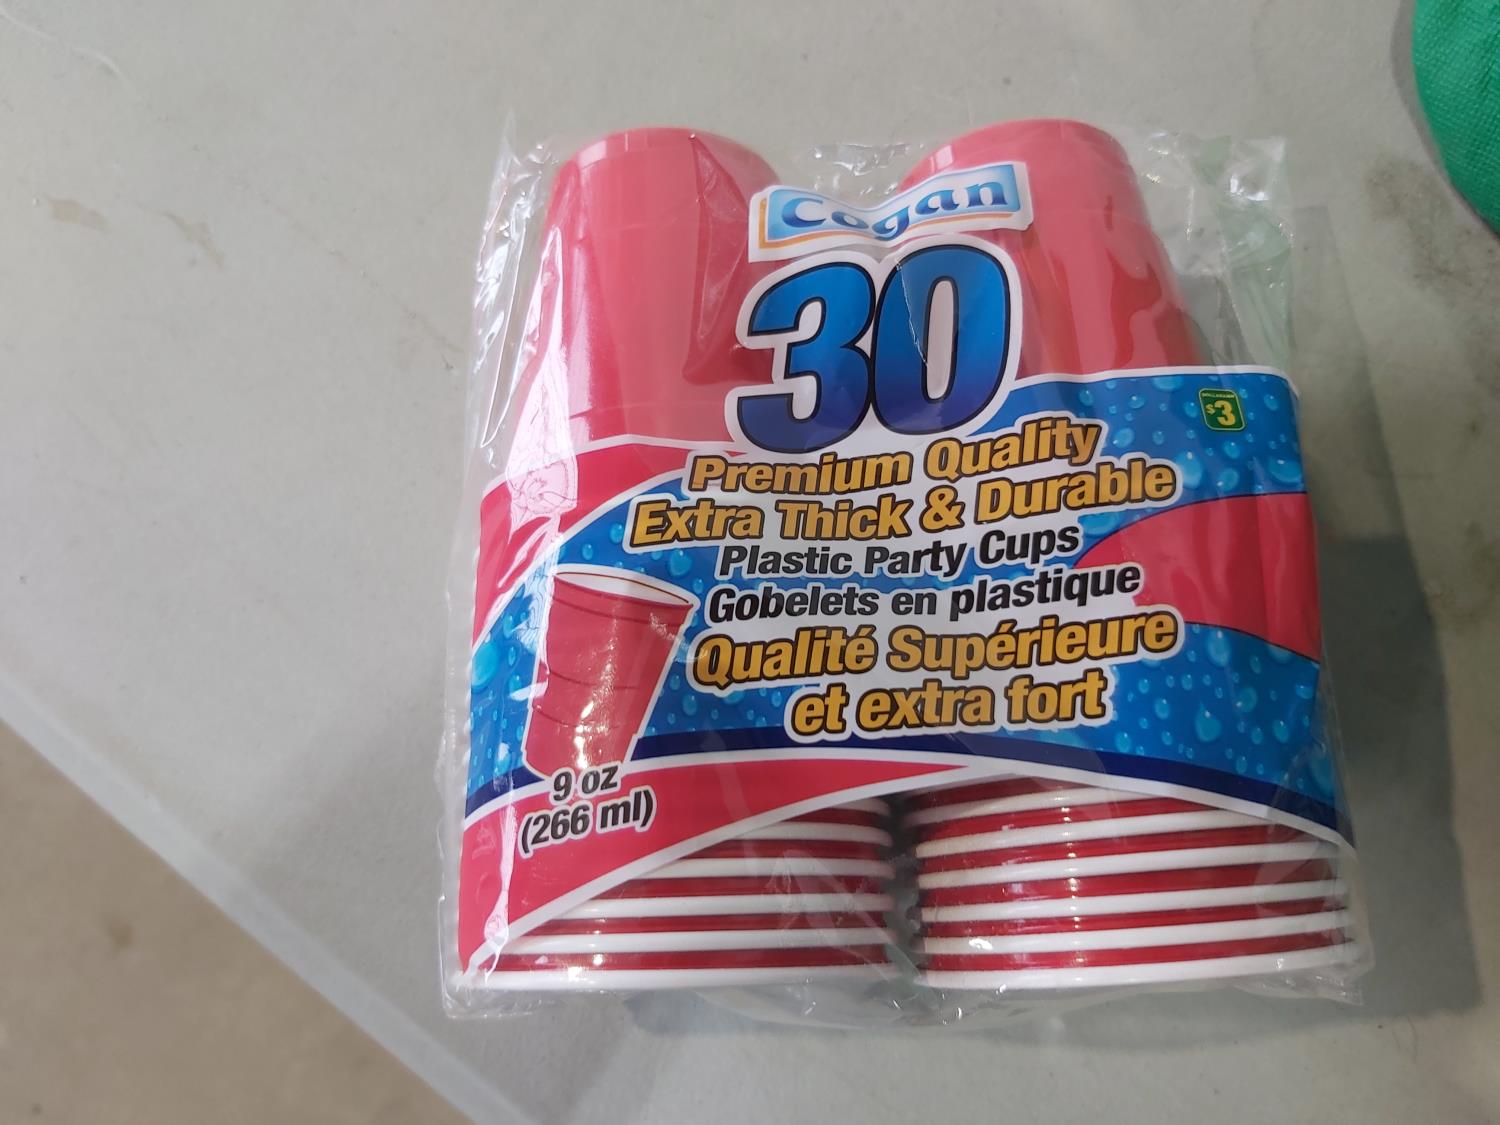 Cogan
30
DOLLARAMA
$3
Premium Quality
Extra Thick & Durable
Plastic Party Cups
Gobelets en plastique
Qualité Supérieure
et extra fort
9 oz
(266 ml)